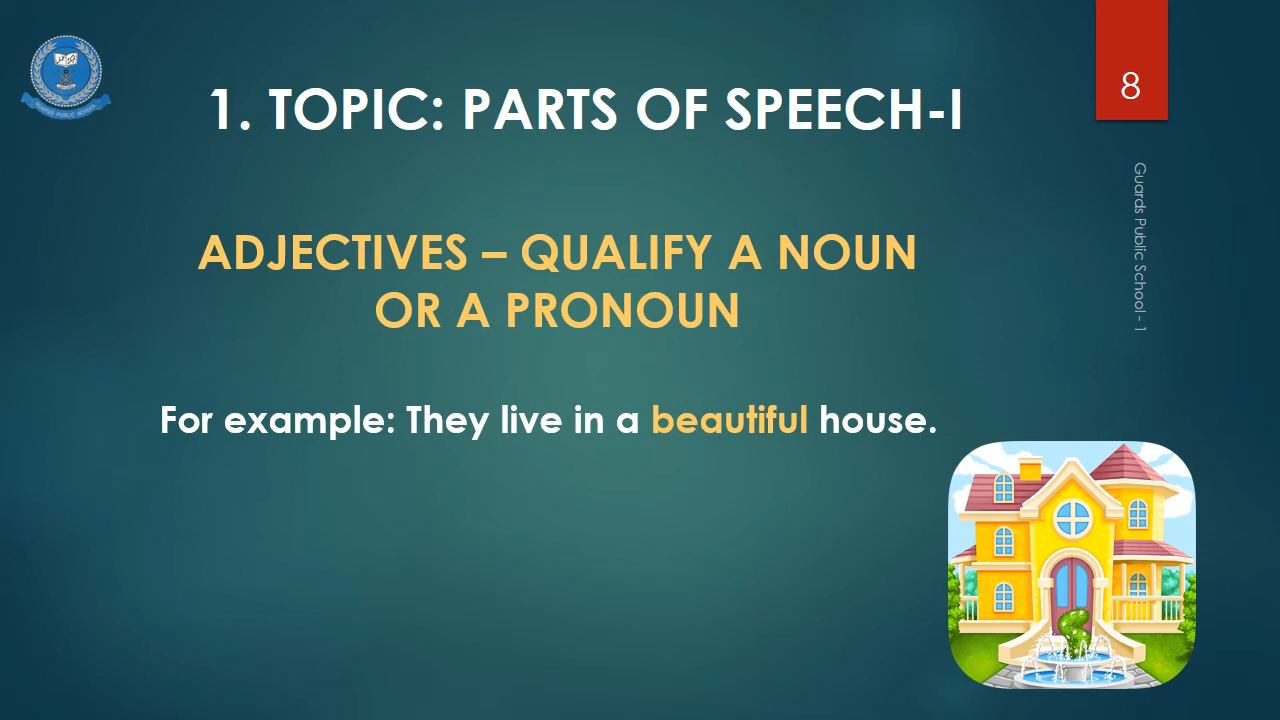 1. TOPIC: PARTS OF SPEECH-I
8
Guards Public School - 1
ADJECTIVES – QUALIFY A NOUN
OR A PRONOUN
For example: They live in a beautiful house.